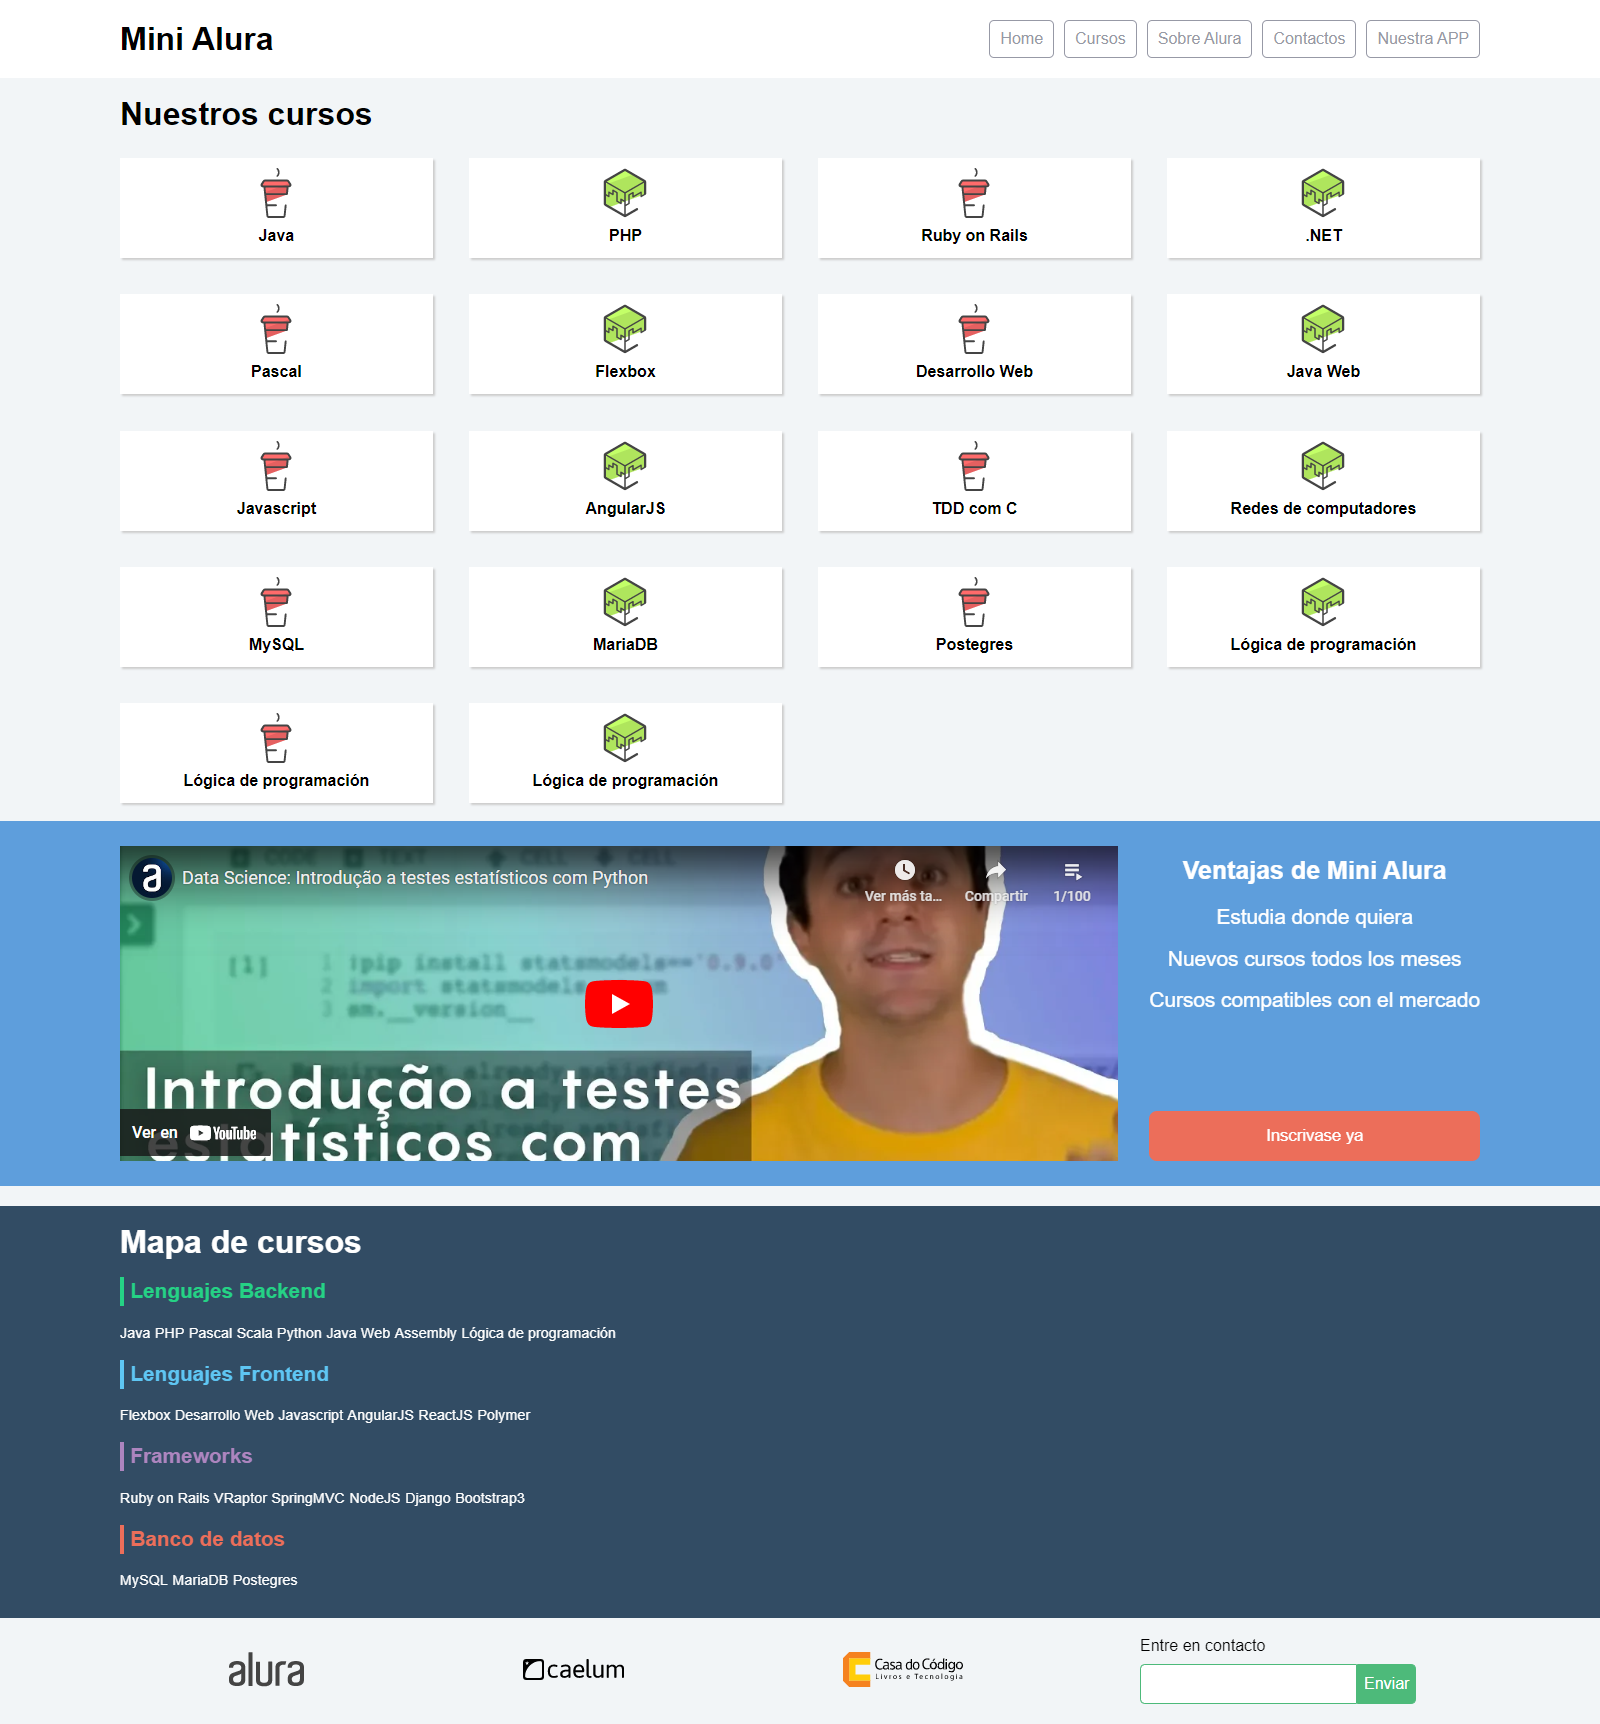 Mini Alura
Home
Cursos
Sobre Alura
Contactos
Nuestra APP
Nuestros cursos
Java
PHP
Ruby on Rails
.NET
Pascal
Flexbox
Desarrollo Web
Java Web
Javascript
AngularJS
TDD com C
Redes de computadores
MySQL
MariaDB
Postegres
Lógica de programación
Lógica de programación
Lógica de programación
CODE TEXT CELL CELL
a Data Science: Introdução a testes estatísticos com Python
Ver más ta...
Compartir
1/100
[1]
1 !pip install statsmodels=='0.9.0'
2 import statsmodels
3 sm.__version__
Introdução a testes
estatísticos com
Ver en YouTube
Ventajas de Mini Alura
Estudia donde quiera
Nuevos cursos todos los meses
Cursos compatibles con el mercado
Inscrivase ya
Mapa de cursos
Lenguajes Backend
Java PHP Pascal Scala Python Java Web Assembly Lógica de programación
Lenguajes Frontend
Flexbox Desarrollo Web Javascript AngularJS ReactJS Polymer
Frameworks
Ruby on Rails VRaptor SpringMVC NodeJS Django Bootstrap3
Banco de datos
MySQL MariaDB Postegres
alura
caelum
Casa do Código
Livros e Tecnologia
Entre en contacto
Enviar